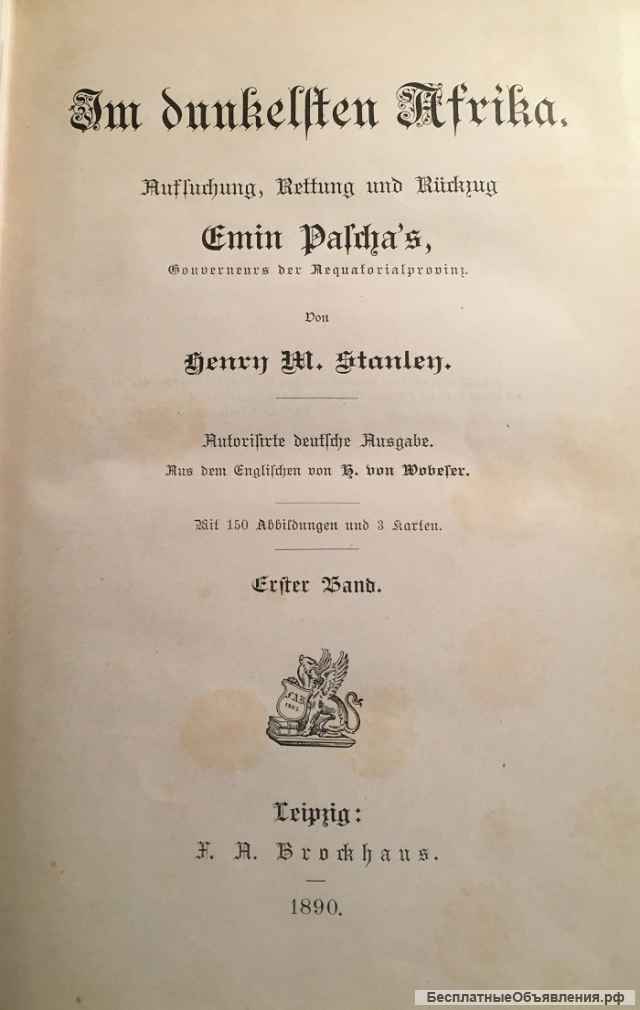 Im dunkelſten Afrika.
Aufſuchung, Rettung und Rückzug
Emin Paſcha's,
Gouverneurs der Aequatorialprovinz.
Von
Henry M. Stanley.
Autoriſirte deutſche Ausgabe.
Aus dem Engliſchen von H. von Wobeſer.
Mit 150 Abbildungen und 3 Karten.
Erſter Band.
F.A.B.
1805
Leipzig:
F. A. Brockhaus.
1890.
БесплатныеОбъявления.рф